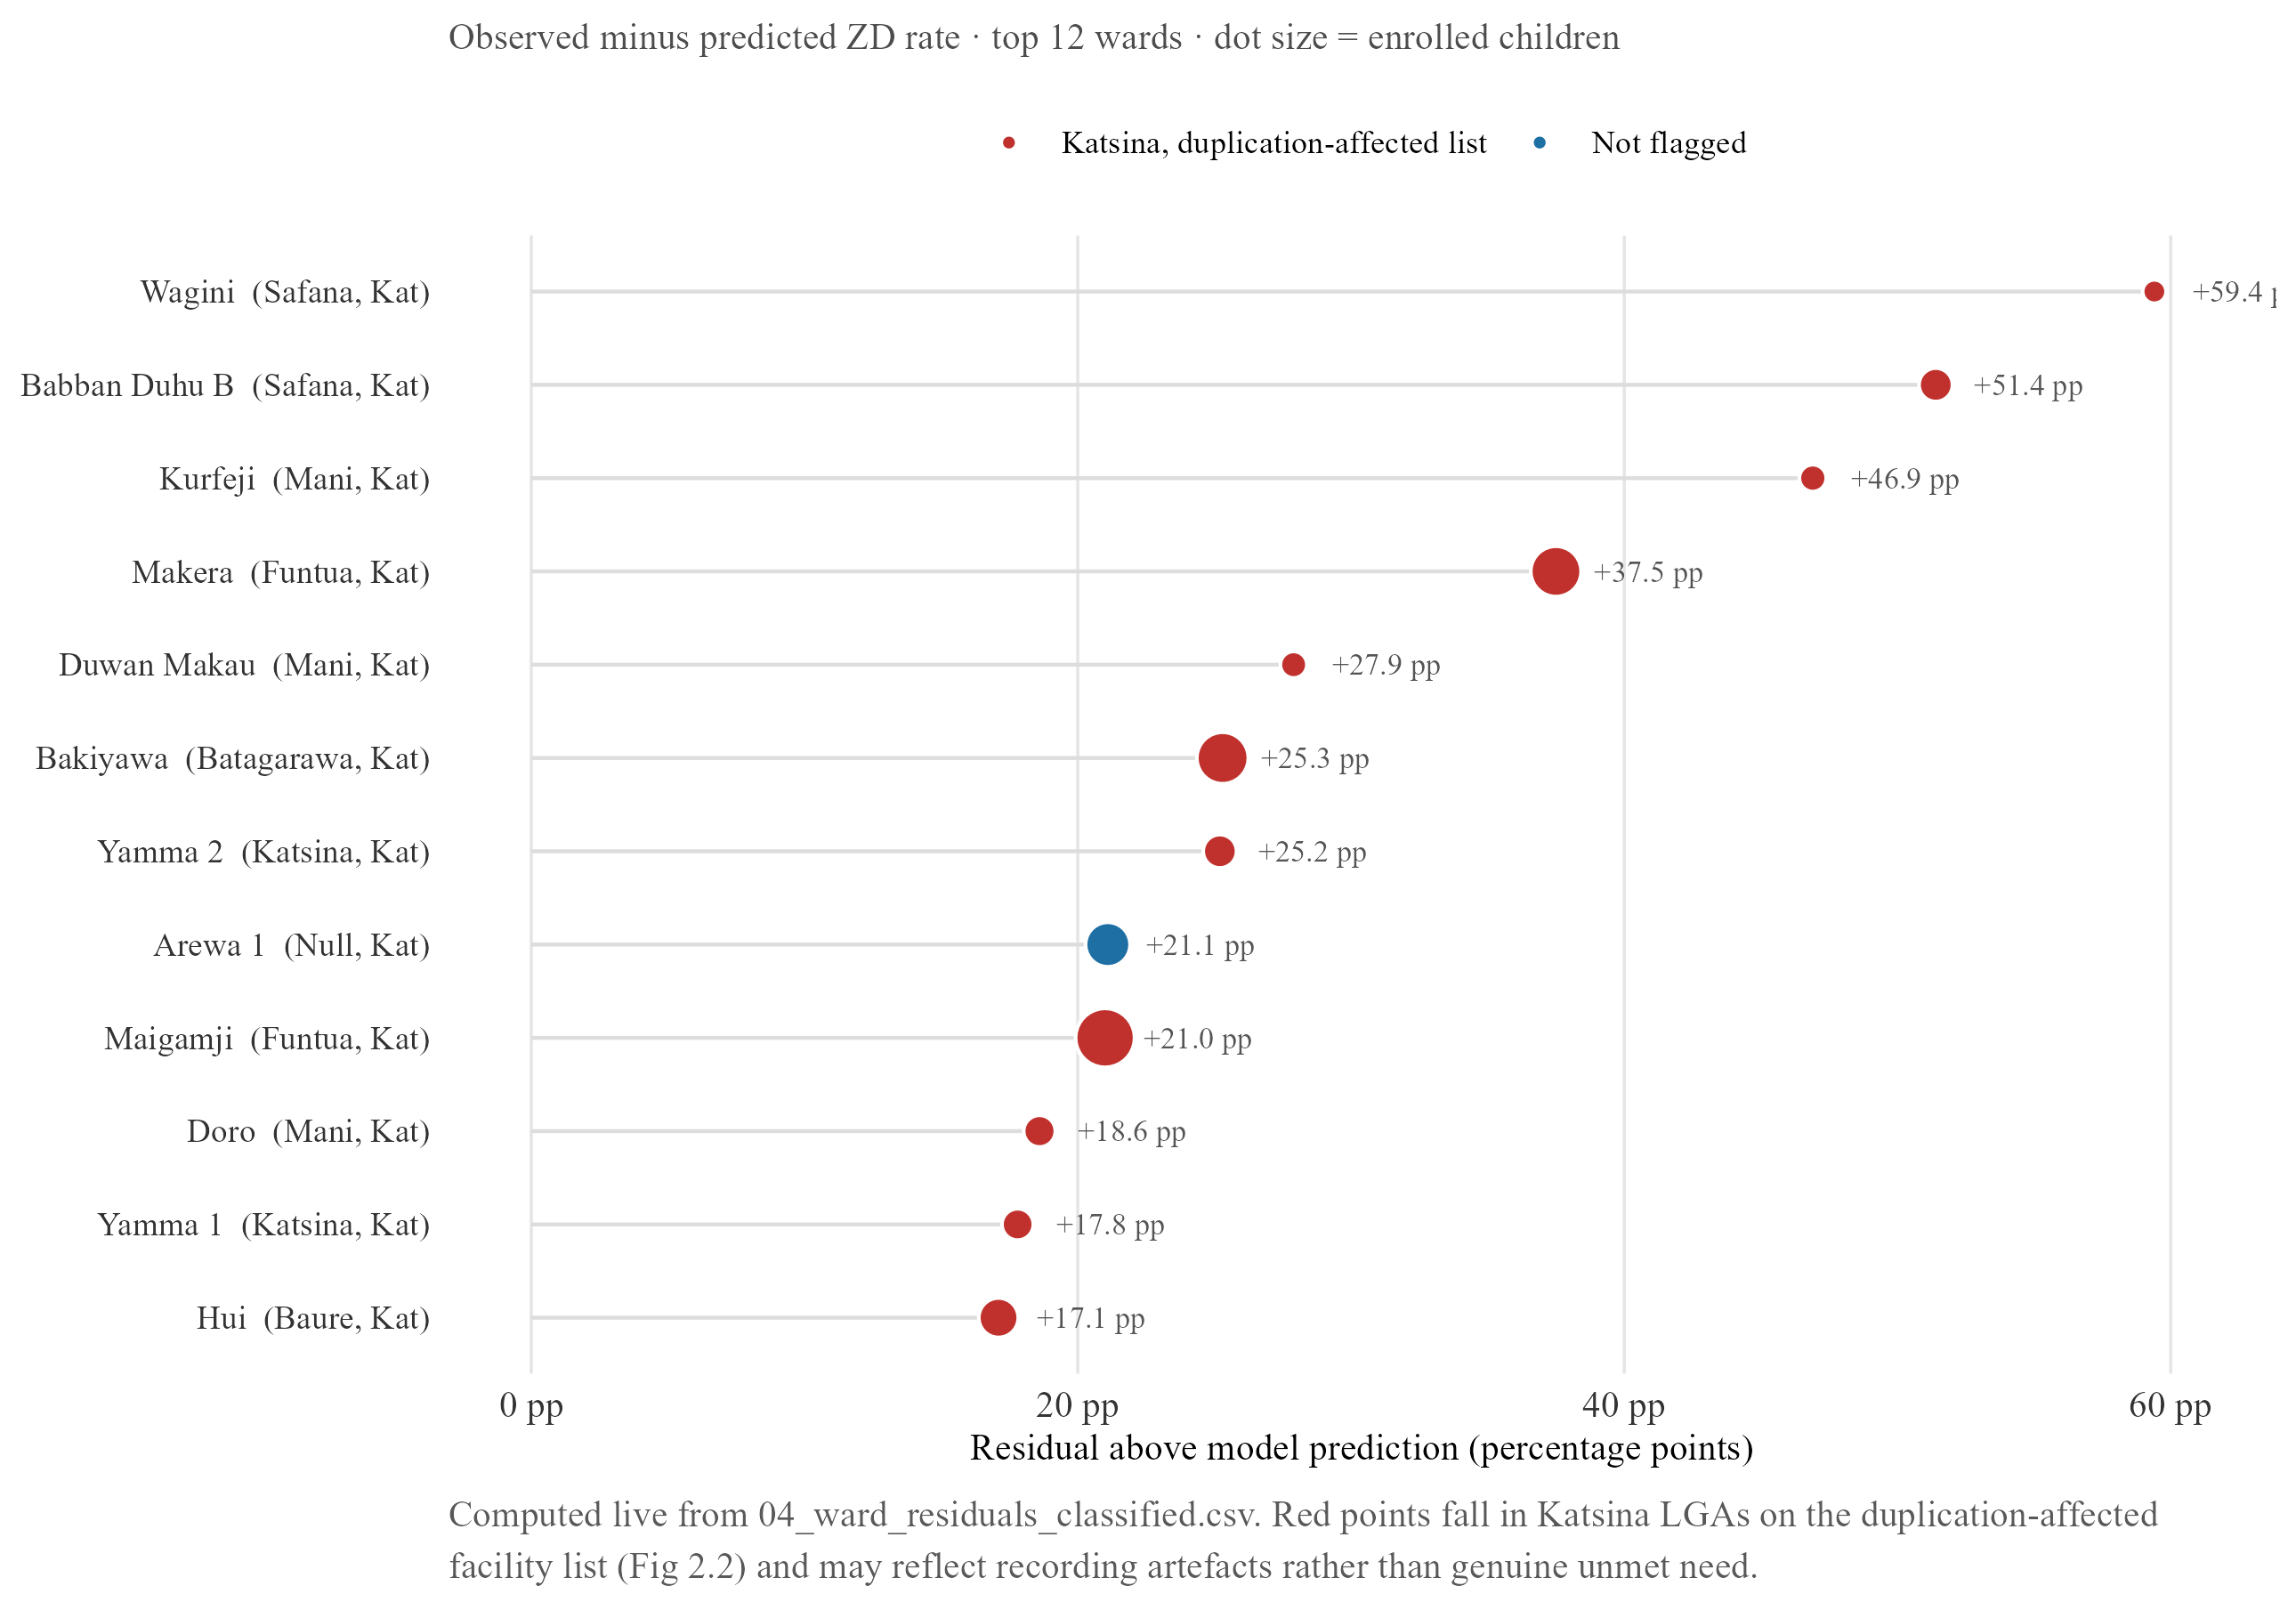 Observed minus predicted ZD rate · top 12 wards · dot size = enrolled children
Katsina, duplication-affected list
Not flagged
Wagini (Safana, Kat)
+59.4
Babban Duhu B (Safana, Kat)
+51.4 pp
Kurfeji (Mani, Kat)
+46.9 pp
Makera (Funtua, Kat)
+37.5 pp
Duwan Makau (Mani, Kat)
+27.9 pp
Bakiyawa (Batagarawa, Kat)
+25.3 pp
Yamma 2 (Katsina, Kat)
+25.2 pp
Arewa 1 (Null, Kat)
+21.1 pp
Maigamji (Funtua, Kat)
+21.0 pp
Doro (Mani, Kat)
+18.6 pp
Yamma 1 (Katsina, Kat)
+17.8 pp
Hui (Baure, Kat)
+17.1 pp
0 pp
20 pp
40 pp
60 pp
Residual above model prediction (percentage points)
Computed live from 04_ward_residuals_classified.csv. Red points fall in Katsina LGAs on the duplication-affected
facility list (Fig 2.2) and may reflect recording artefacts rather than genuine unmet need.